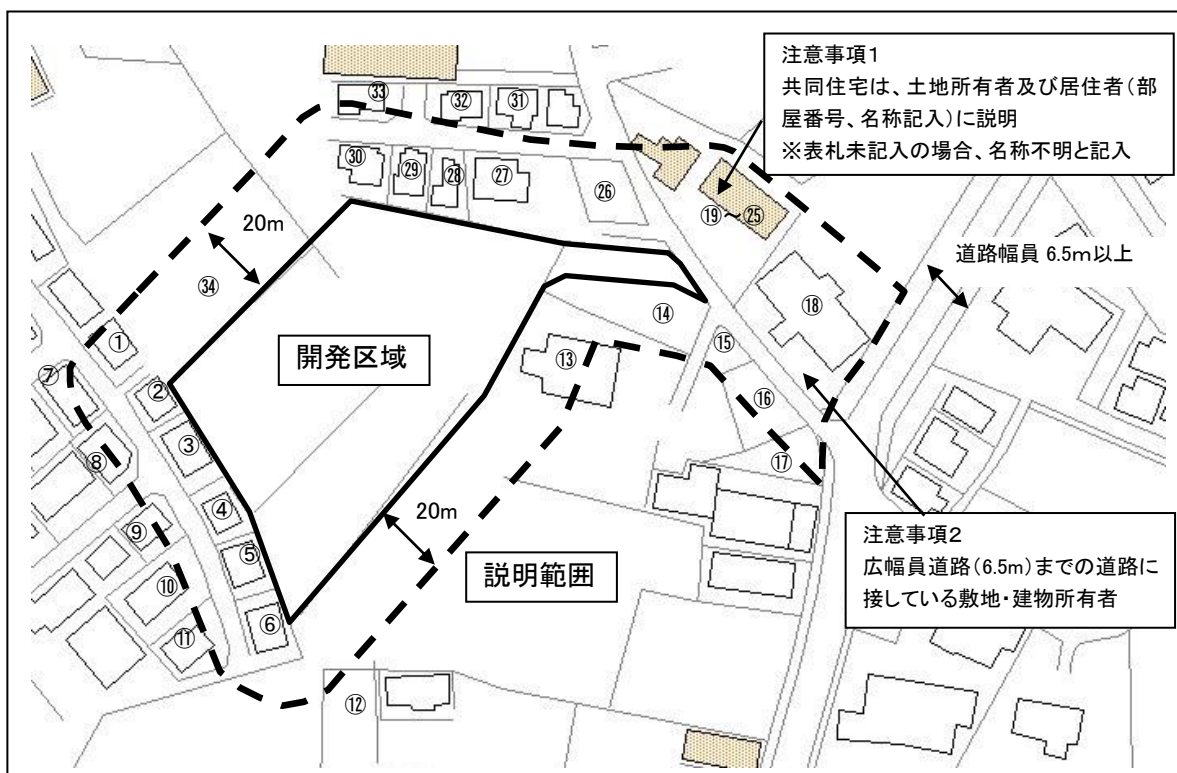 注意事項1
共同住宅は、土地所有者及び居住者(部
屋番号、名称記入)に説明
※表札未記入の場合、名称不明と記入
㉝
㉜
㉛
㉚
㉙
㉘
㉗
㉖
⑲～㉕
20m
道路幅員 6.5m以上
㉞
⑱
⑭
①
開発区域
⑮
⑬
⑦
②
⑯
③
⑧
⑰
④
20m
⑨
⑤
説明範囲
注意事項2
広幅員道路(6.5m)までの道路に
接している敷地・建物所有者
⑩
⑥
⑪
⑫